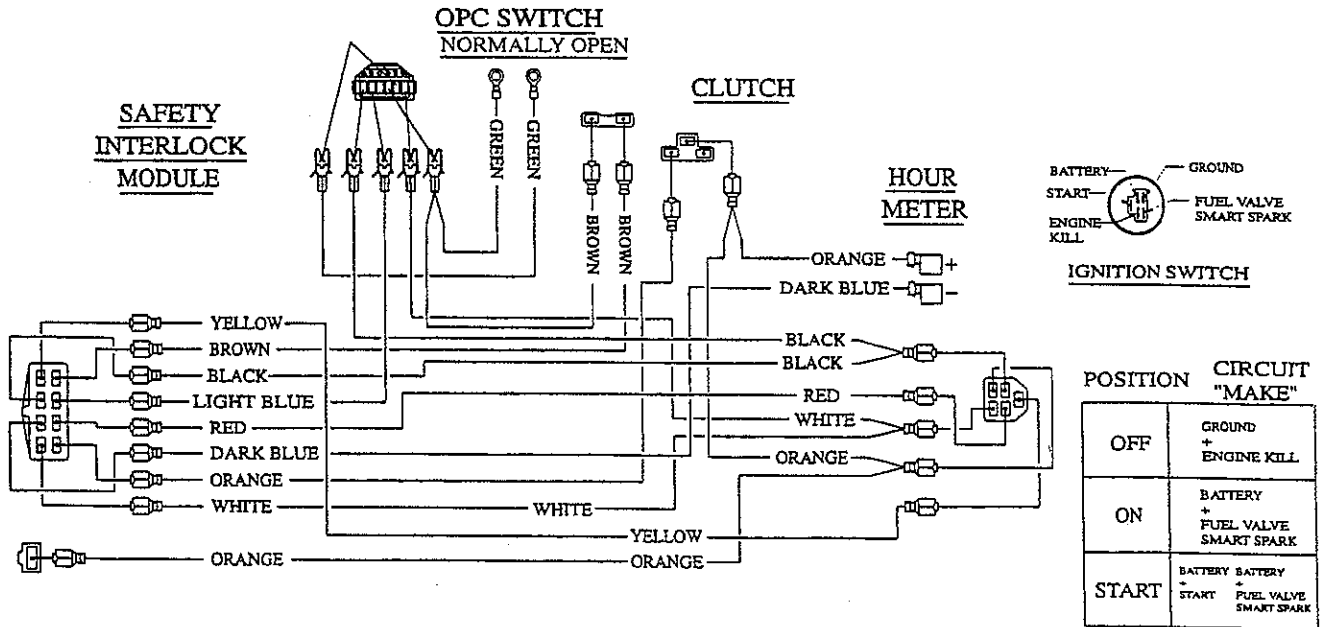 OPC SWITCH
NORMALLY OPEN
CLUTCH
SAFETY
INTERLOCK
MODULE
GREEN
GREEN
BROWN
BROWN
HOUR
METER
ORANGE
+
DARK BLUE
-
BATTERY
GROUND
START
FUEL VALVE
SMART SPARK
ENGINE
KILL
IGNITION SWITCH
YELLOW
BROWN
BLACK
LIGHT BLUE
RED
DARK BLUE
ORANGE
WHITE
WHITE
ORANGE
BLACK
BLACK
RED
WHITE
ORANGE
YELLOW
ORANGE
POSITION
CIRCUIT
"MAKE"
OFF
GROUND
+
ENGINE KILL
ON
BATTERY
+
FUEL VALVE
SMART SPARK
START
BATTERY
+
START
BATTERY
+
FUEL VALVE
SMART SPARK